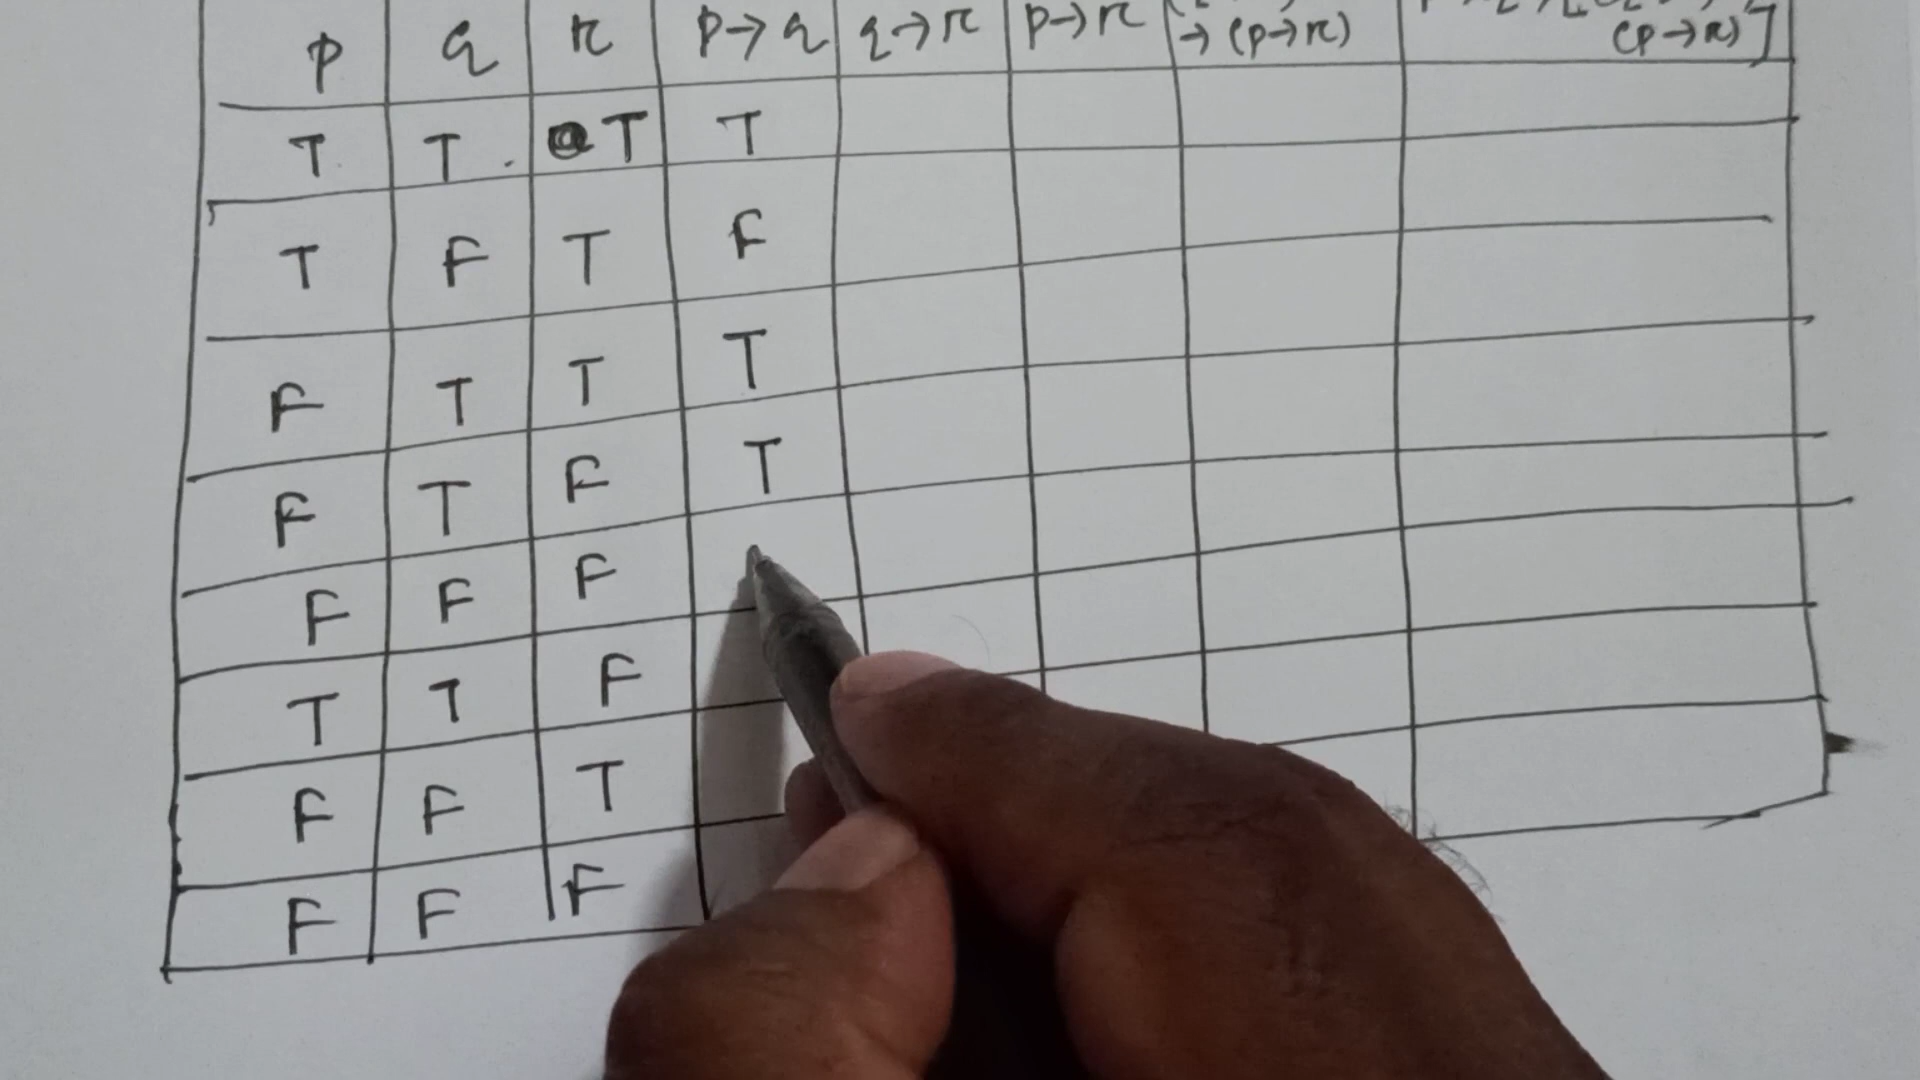 p q r p→q q→r p→r → (p→r) (p→r)]
T T T T
T F T F
F T T T
F T F T
F F F
T T F
F F T
F F F